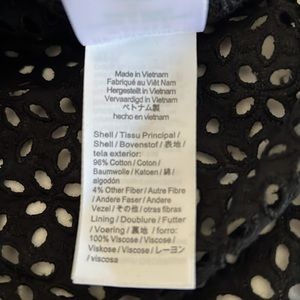 Made in Vietnam
Fabriqué au Việt Nam
Hergestellt in Vietnam
Vervaardigd in Vietnam
ベトナム製
hecho en vietnam
Shell / Tissu Principal /
Shell / Bovenstof / 表地 /
tela exterior:
96% Cotton / Coton /
Baumwolle / Katoen / 綿 /
algodón
4% Other Fiber / Autre Fibre
/ Andere Faser / Andere
Vezel / その他 / otras fibras
Lining / Doublure / Futter
/ Voering / 裏地 / forro:
100% Viscose / Viscose /
Viskose / Viscose / レーヨン
/ viscosa